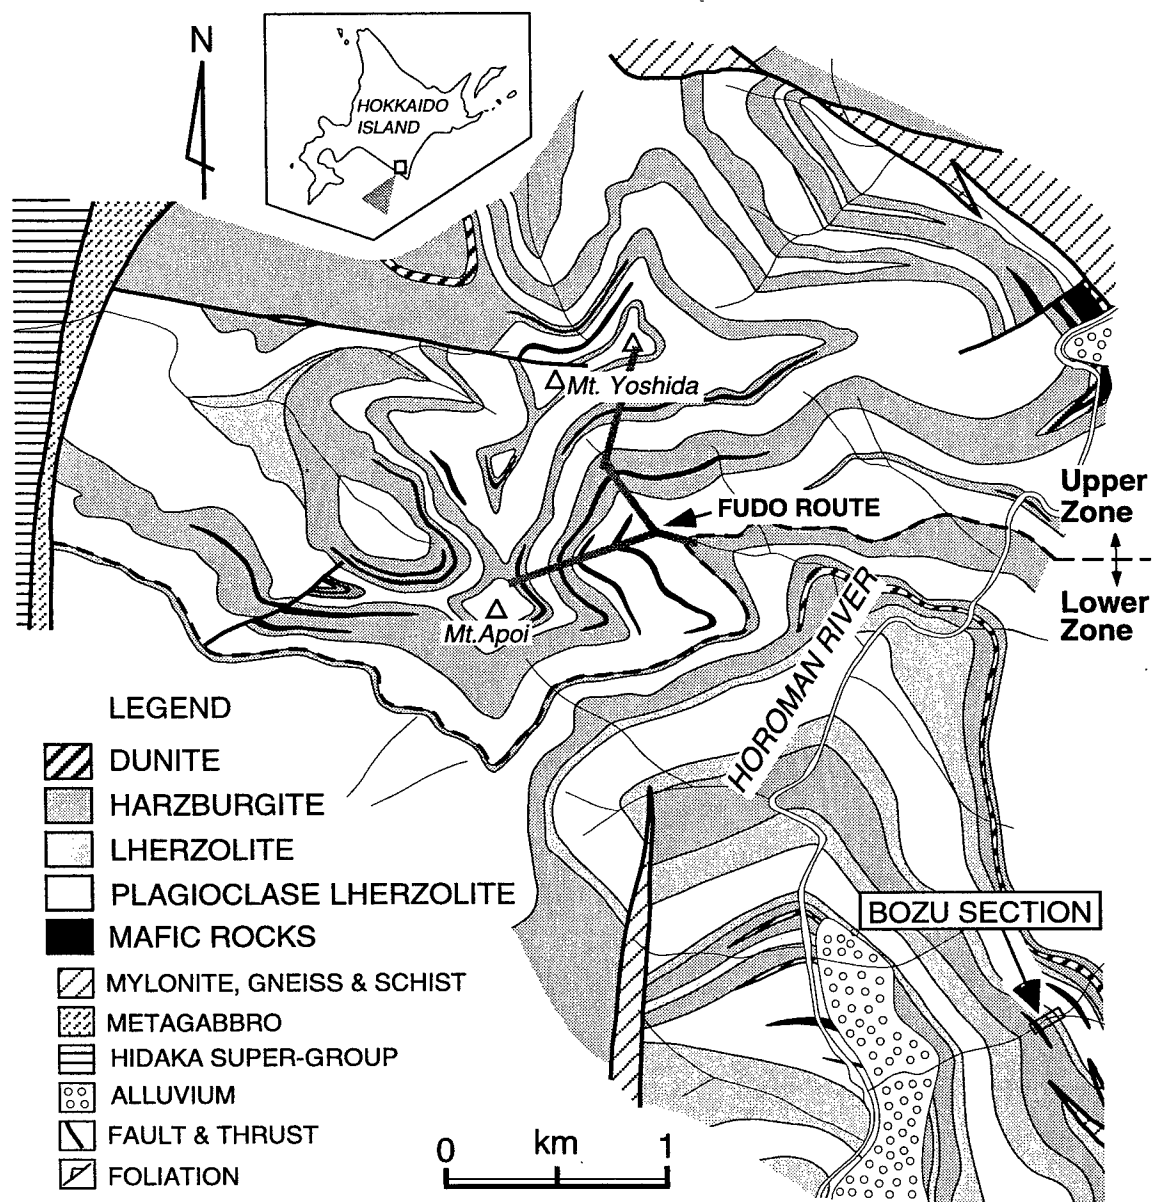 N
HOKKAIDO
ISLAND
Mt. Yoshida
FUDO ROUTE
Upper
Zone
Lower
Zone
Mt.Apoi
HOROMAN RIVER
BOZU SECTION
LEGEND
DUNITE
HARZBURGITE
LHERZOLITE
PLAGIOCLASE LHERZOLITE
MAFIC ROCKS
MYLONITE, GNEISS & SCHIST
METAGABBRO
HIDAKA SUPER-GROUP
ALLUVIUM
FAULT & THRUST
FOLIATION
0 km 1